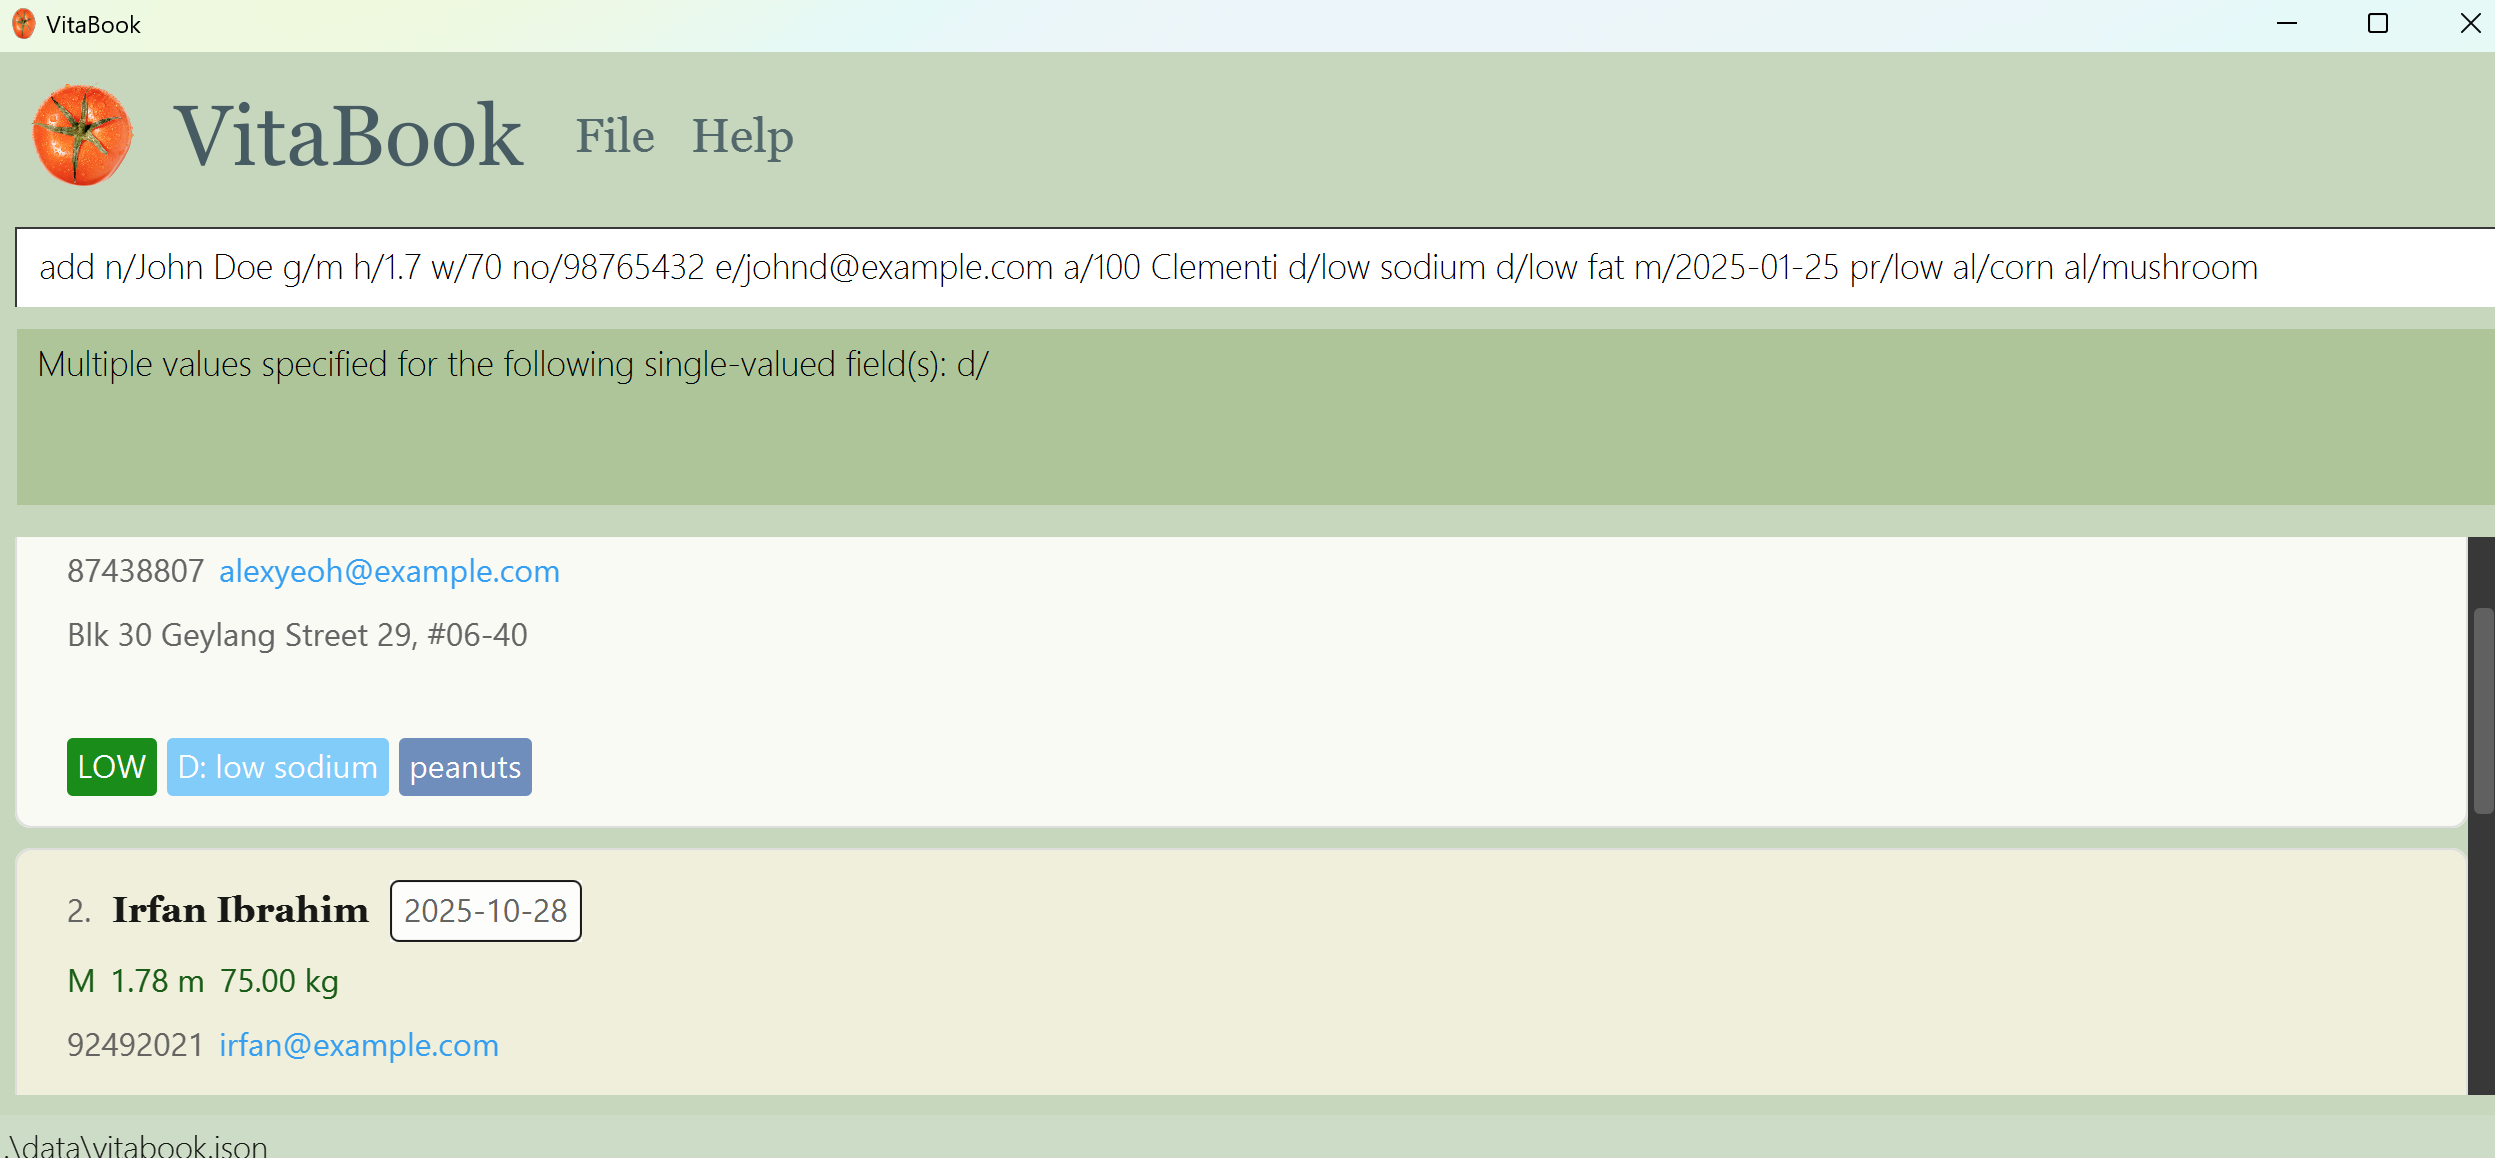 VitaBook
VitaBook File Help
add n/John Doe g/m h/1.7 w/70 no/98765432 e/johnd@example.com a/100 Clementi d/low sodium d/low fat m/2025-01-25 pr/low al/corn al/mushroom
Multiple values specified for the following single-valued field(s): d/
87438807 alexyeoh@example.com
Blk 30 Geylang Street 29, #06-40
LOW D: low sodium peanuts
2. Irfan Ibrahim 2025-10-28
M 1.78 m 75.00 kg
92492021 irfan@example.com
.\data\vitabook.json